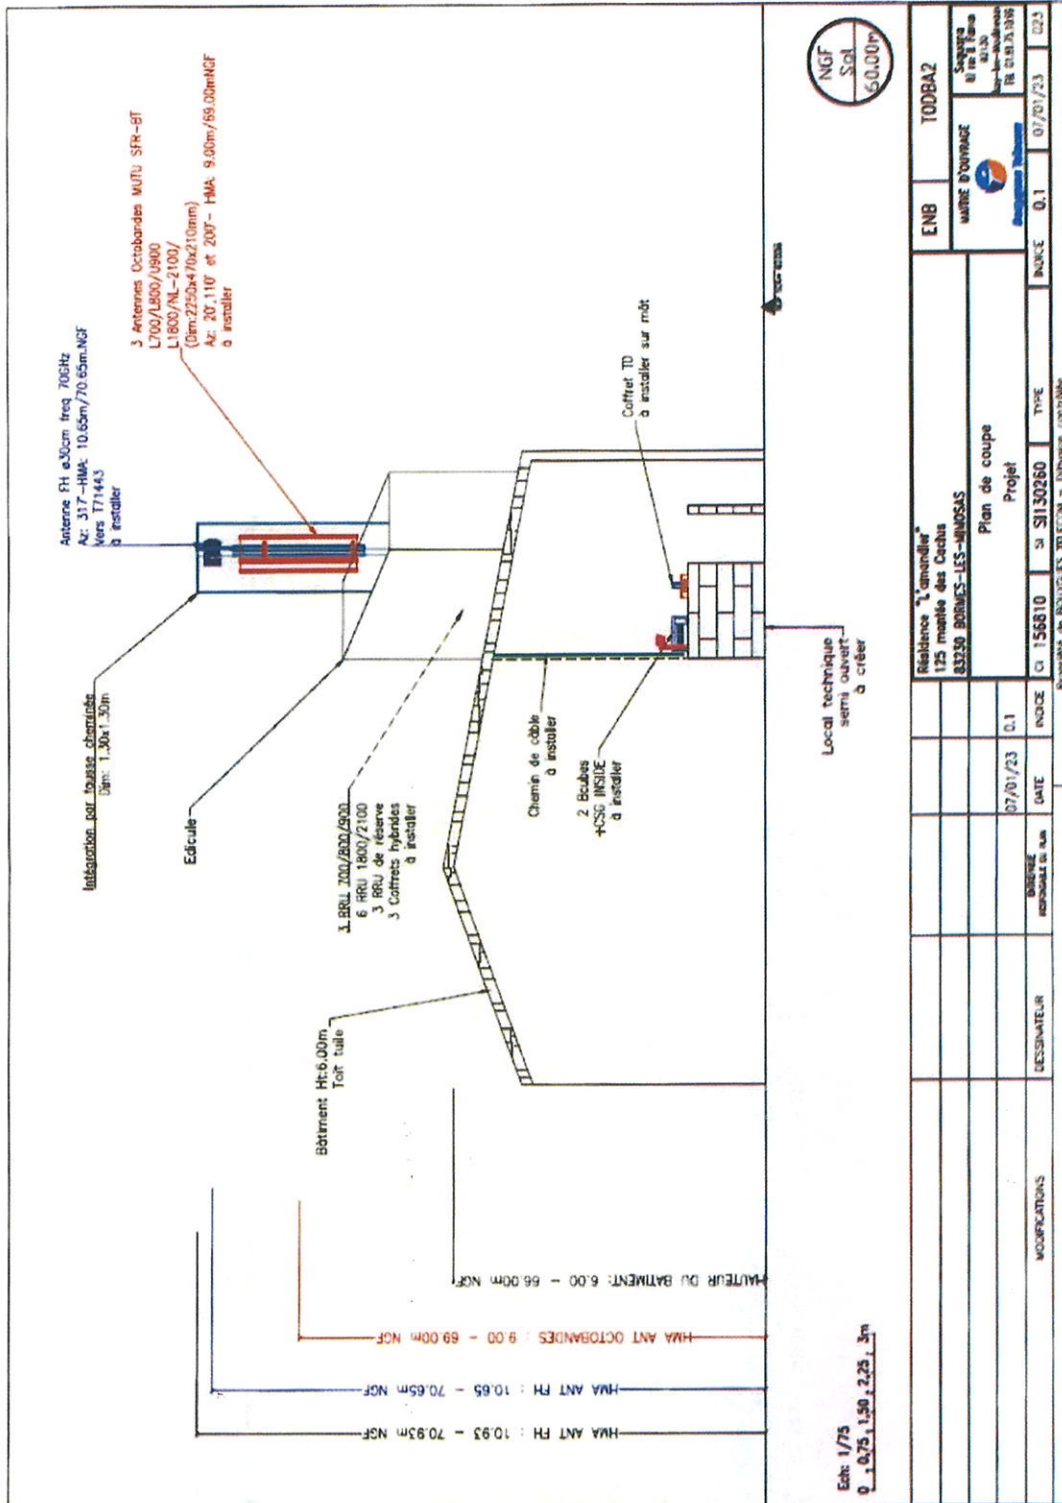 Antenne FH ø30cm freq 70GHz
Az: 317°-HMA: 10.65m/70.65m.NGF
Vers T71443
à installer
3 Antennes Octobandes MUTU SFR-BT
L700/L800/U900
L1800/NL-2100/
(Dim:2250x470x210mm)
Az: 20°,110° et 200°- HMA: 9.00m/69.00mNGF
à installer
Intégration par fausse cheminée
Dim: 1.30x1.30m
Edicule
3 RRU 700/800/900
6 RRU 1800/2100
3 RRU de réserve
3 Coffrets hybrides
à installer
Bâtiment Ht:6.00m
Toit tuile
Chemin de câble
à installer
2 Bcubes
+CSG INSIDE
à installer
Coffret TD
à installer sur mât
Local technique
semi ouvert
à créer
NGF
Sol
60.00m
HAUTEUR DU BATIMENT: 6.00 - 66.00m NGF
HMA ANT OCTOBANDES : 9.00 - 69.00m NGF
HMA ANT FH : 10.65 - 70.65m NGF
HMA ANT FH : 10.93 - 70.93m NGF
Ech: 1/75
0 0,75 1,50 2,25 3m
Résidence "L'amandier"
125 montée des Cactus
83230 BORMES-LES-MIMOSAS
ENB
TODBA2
Plan de coupe
Projet
MAITRE D'OUVRAGE
Bouygues Telecom
07/01/23 0.1
MODIFICATIONS
DESSINATEUR
DATE
INDICE
CI 156810
SI SI130260
TYPE
INDICE
0.1
07/01/23
023